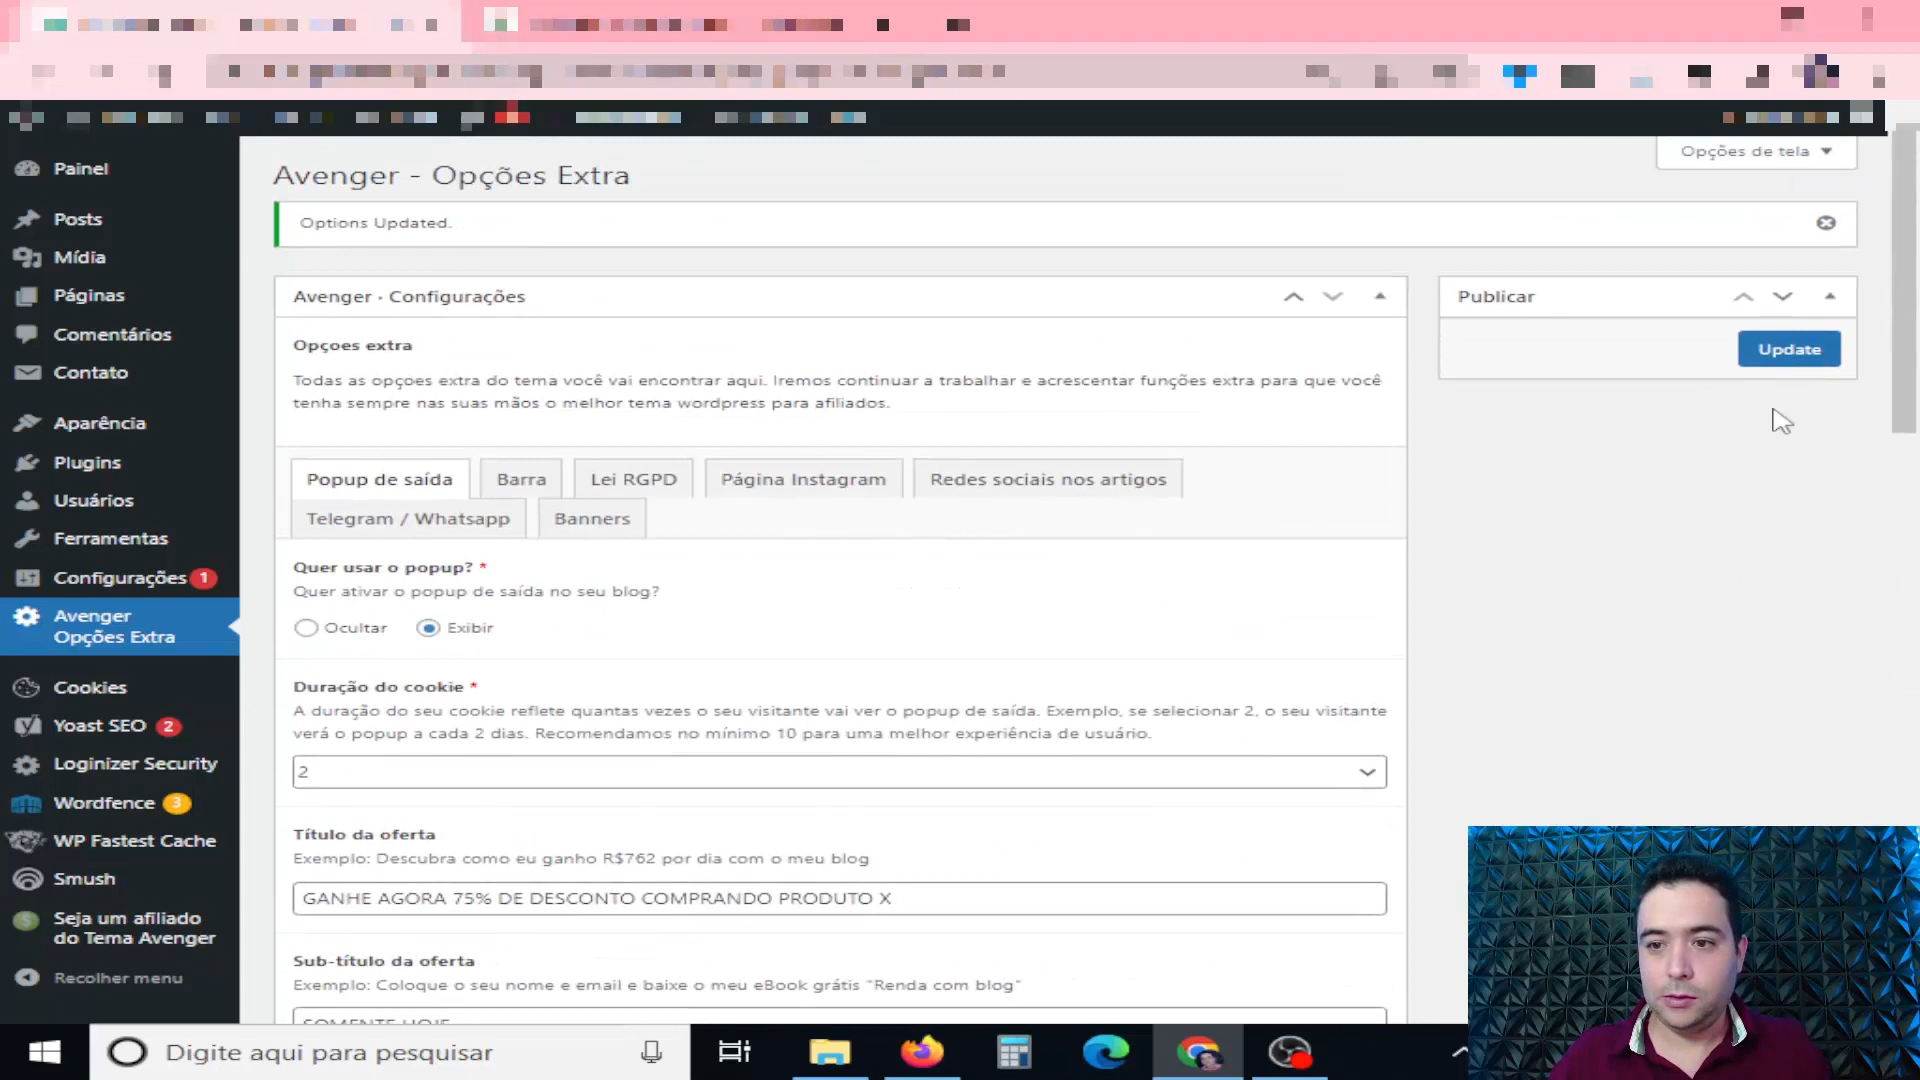 Painel
Posts
Mídia
Páginas
Comentários
Contato
Aparência
Plugins
Usuários
Ferramentas
Configurações 1
Avenger
Opções Extra
Cookies
Yoast SEO 2
Loginizer Security
Wordfence 3
WP Fastest Cache
Smush
Seja um afiliado
do Tema Avenger
Recolher menu
Opções de tela
Avenger - Opções Extra
Options Updated.
Avenger - Configurações
Opçoes extra
Todas as opçoes extra do tema você vai encontrar aqui. Iremos continuar a trabalhar e acrescentar funções extra para que você
tenha sempre nas suas mãos o melhor tema wordpress para afiliados.
Popup de saída Barra Lei RGPD Página Instagram Redes sociais nos artigos
Telegram / Whatsapp Banners
Quer usar o popup? *
Quer ativar o popup de saída no seu blog?
Ocultar Exibir
Duração do cookie *
A duração do seu cookie reflete quantas vezes o seu visitante vai ver o popup de saída. Exemplo, se selecionar 2, o seu visitante
verá o popup a cada 2 dias. Recomendamos no mínimo 10 para uma melhor experiência de usuário.
2
Título da oferta
Exemplo: Descubra como eu ganho R$762 por dia com o meu blog
GANHE AGORA 75% DE DESCONTO COMPRANDO PRODUTO X
Sub-título da oferta
Exemplo: Coloque o seu nome e email e baixe o meu eBook grátis "Renda com blog"
SOMENTE HOJE
Publicar
Update
Digite aqui para pesquisar